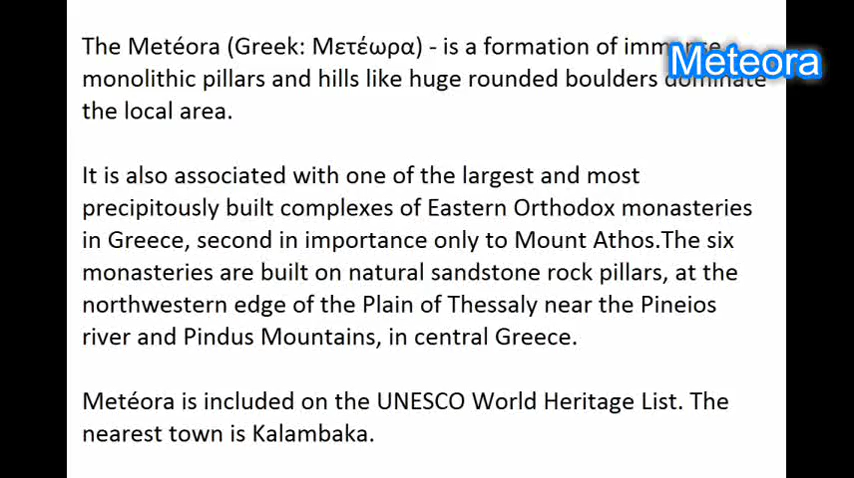 The Metéora (Greek: Μετέωρα) - is a formation of immense
Meteora
monolithic pillars and hills like huge rounded boulders dominate
the local area.
It is also associated with one of the largest and most
precipitously built complexes of Eastern Orthodox monasteries
in Greece, second in importance only to Mount Athos.The six
monasteries are built on natural sandstone rock pillars, at the
northwestern edge of the Plain of Thessaly near the Pineios
river and Pindus Mountains, in central Greece.
Metéora is included on the UNESCO World Heritage List. The
nearest town is Kalambaka.